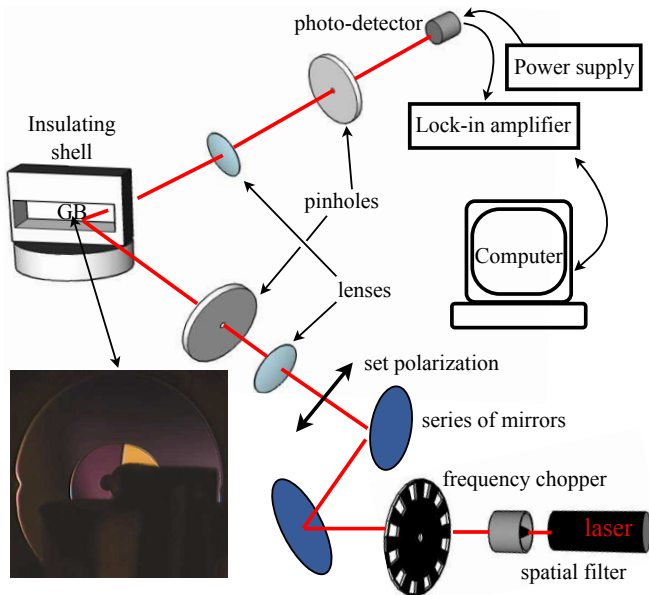 photo-detector
Power supply
Lock-in amplifier
Insulating
shell
GB
pinholes
Computer
lenses
set polarization
series of mirrors
frequency chopper
laser
spatial filter